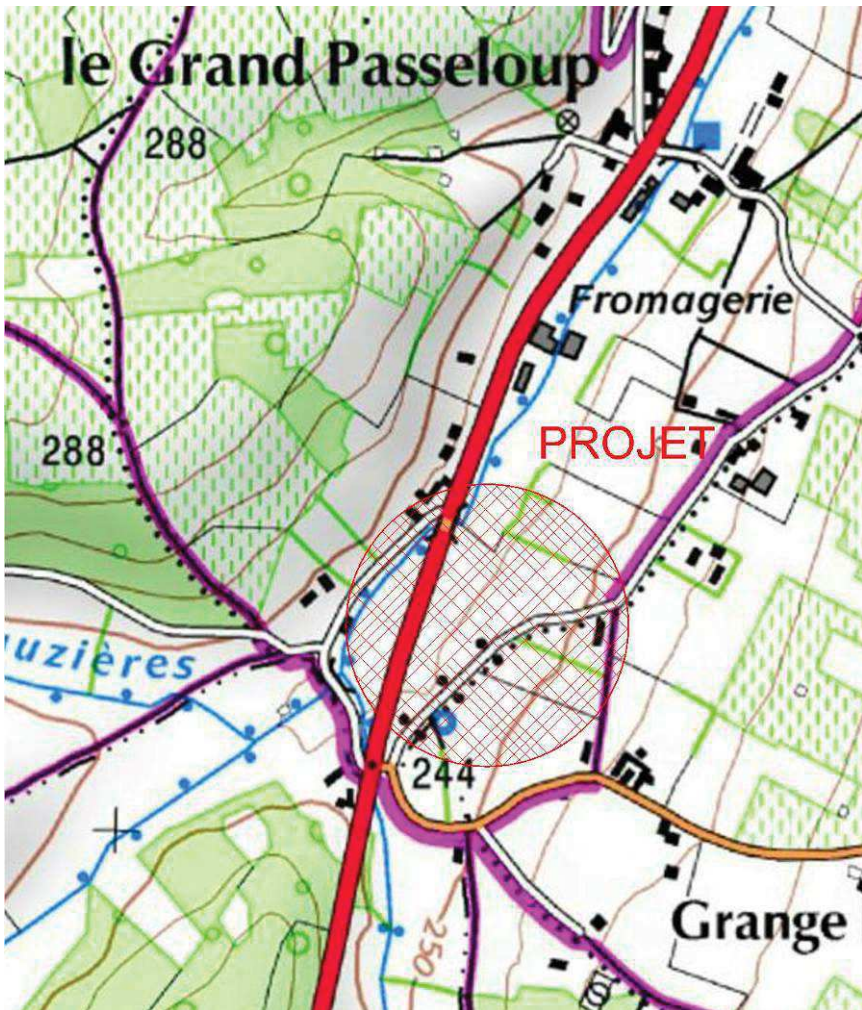 le Grand Passeloup
288
Fromagerie
PROJET
288
uzières
244
250
Grange